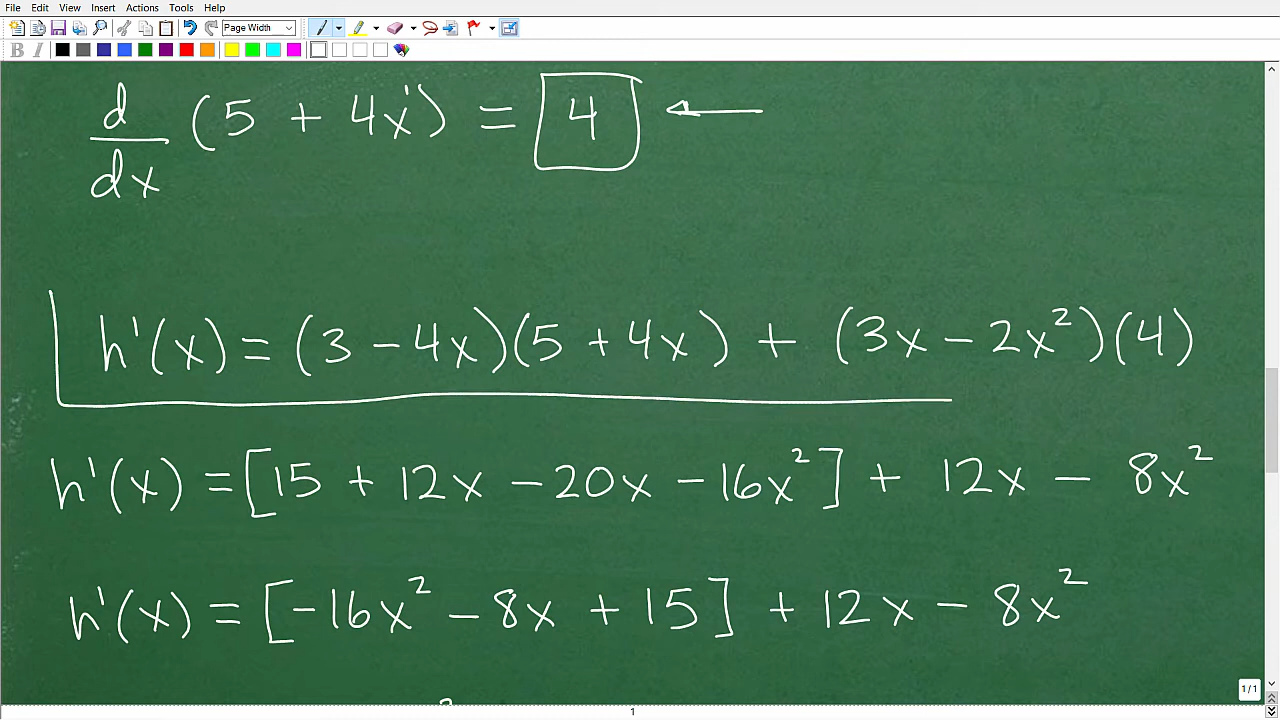 File Edit View Insert Actions Tools Help
Page Width
B I
d/dx (5 + 4x¹) = 4 ←
h'(x) = (3 - 4x)(5 + 4x) + (3x - 2x²)(4)
h'(x) = [15 + 12x - 20x - 16x²] + 12x - 8x²
h'(x) = [-16x² - 8x + 15] + 12x - 8x²
1/1
1